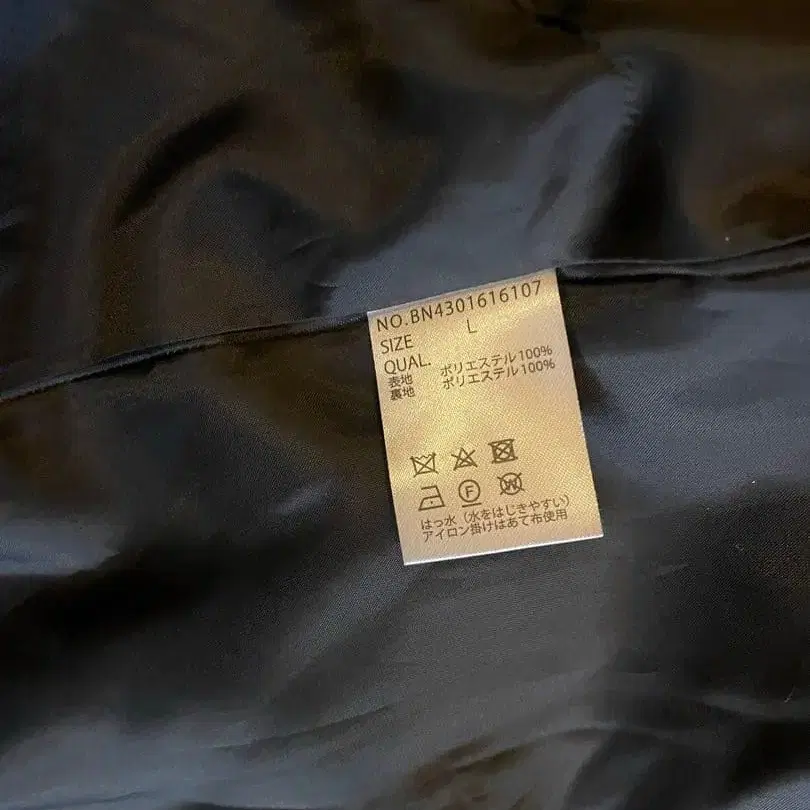 NO.BN4301616107
SIZE L
QUAL.
表地 ポリエステル100%
裏地 ポリエステル100%
F W
はっ水（水をはじきやすい）
アイロン掛けはあて布使用